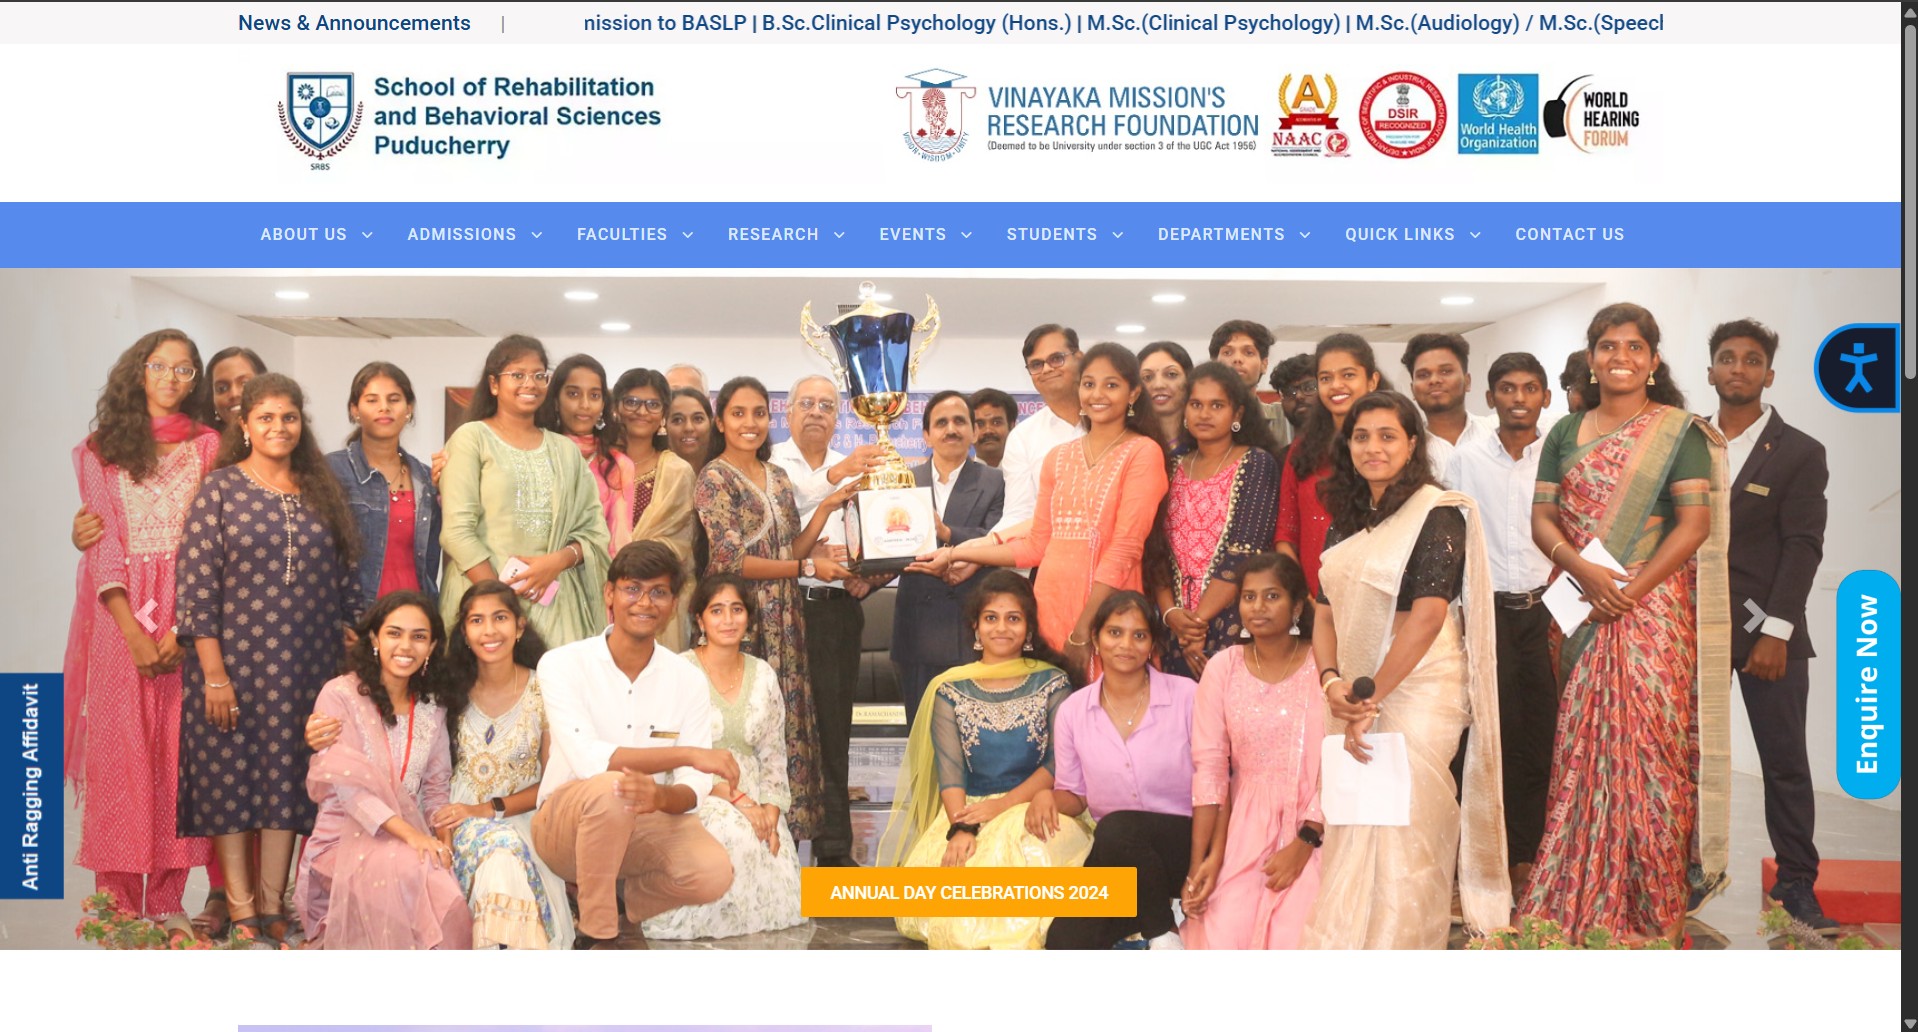 News & Announcements |
nission to BASLP | B.Sc.Clinical Psychology (Hons.) | M.Sc.(Clinical Psychology) | M.Sc.(Audiology) / M.Sc.(Speech
School of Rehabilitation
and Behavioral Sciences
Puducherry
SRBS
VINAYAKA MISSION'S
RESEARCH FOUNDATION
(Deemed to be University under section 3 of the UGC Act 1956)
VISION - WISDOM - UNITY
A
GRADE
NAAC
DSIR
RECOGNIZED
World Health
Organization
WORLD
HEARING
FORUM
ABOUT US
ADMISSIONS
FACULTIES
RESEARCH
EVENTS
STUDENTS
DEPARTMENTS
QUICK LINKS
CONTACT US
Enquire Now
Anti Ragging Affidavit
ANNUAL DAY CELEBRATIONS 2024